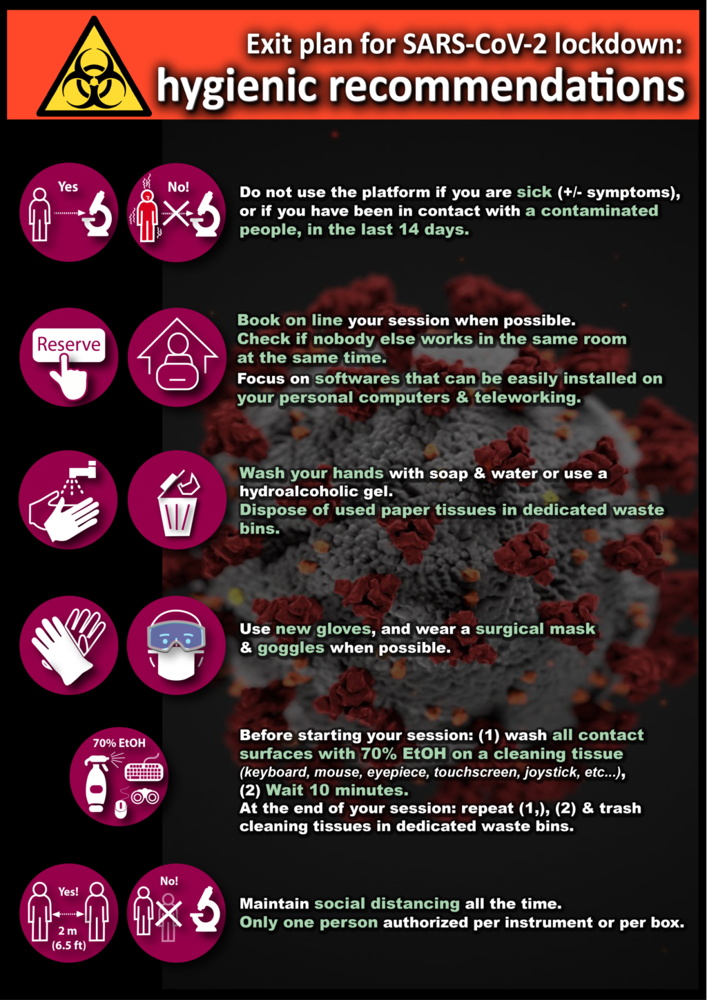 Exit plan for SARS-CoV-2 lockdown:
hygienic recommendations
Yes
No!
Do not use the platform if you are sick (+/- symptoms),
or if you have been in contact with a contaminated
people, in the last 14 days.
Reserve
Book on line your session when possible.
Check if nobody else works in the same room
at the same time.
Focus on softwares that can be easily installed on
your personal computers & teleworking.
Wash your hands with soap & water or use a
hydroalcoholic gel.
Dispose of used paper tissues in dedicated waste
bins.
Use new gloves, and wear a surgical mask
& goggles when possible.
70% EtOH
Before starting your session: (1) wash all contact
surfaces with 70% EtOH on a cleaning tissue
(keyboard, mouse, eyepiece, touchscreen, joystick, etc...),
(2) Wait 10 minutes.
At the end of your session: repeat (1,), (2) & trash
cleaning tissues in dedicated waste bins.
Yes!
2 m
(6.5 ft)
No!
Maintain social distancing all the time.
Only one person authorized per instrument or per box.